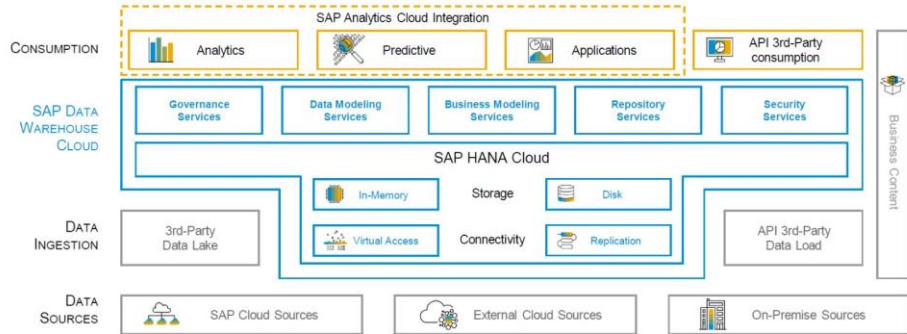 SAP Analytics Cloud Integration
CONSUMPTION
Analytics
Predictive
Applications
API 3rd-Party
consumption
SAP DATA
WAREHOUSE
CLOUD
Governance
Services
Data Modeling
Services
Business Modeling
Services
Repository
Services
Security
Services
SAP HANA Cloud
In-Memory
Storage
Disk
DATA
INGESTION
3rd-Party
Data Lake
Virtual Access
Connectivity
Replication
API 3rd-Party
Data Load
Business Content
DATA
SOURCES
SAP Cloud Sources
External Cloud Sources
On-Premise Sources